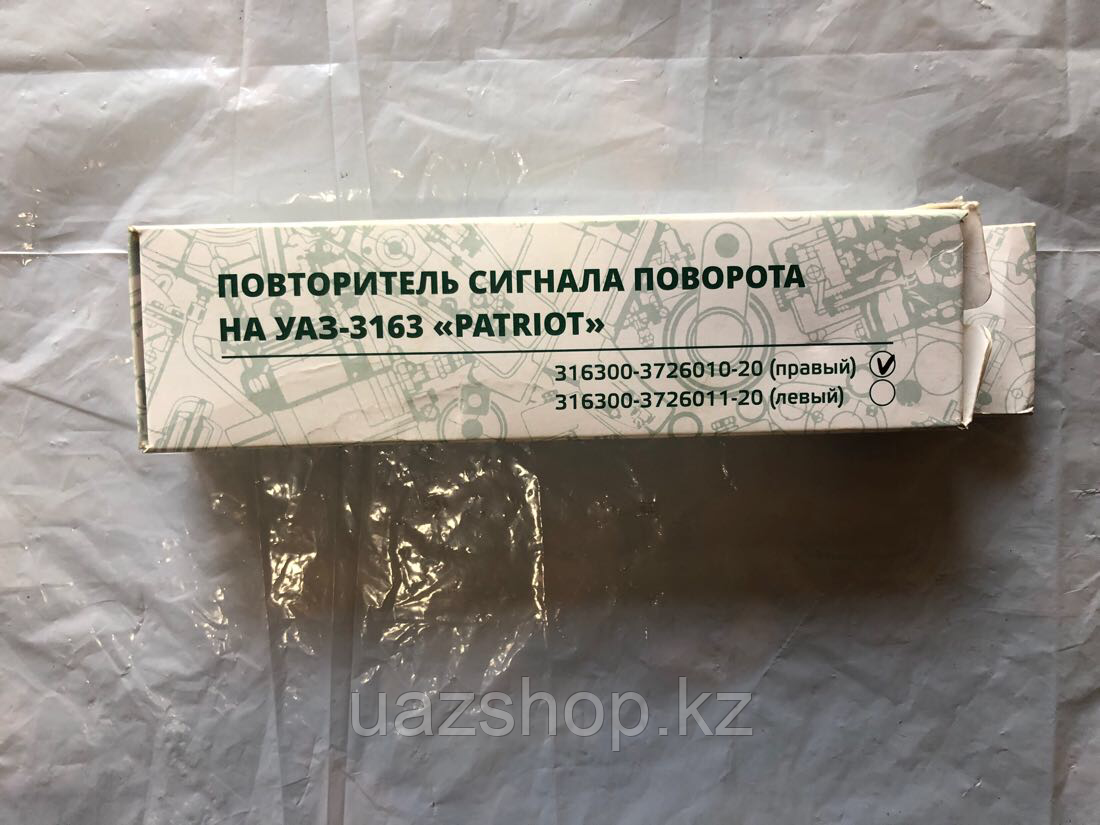 ПОВТОРИТЕЛЬ СИГНАЛА ПОВОРОТА
НА УАЗ-3163 «PATRIOT»
316300-3726010-20 (правый)
316300-3726011-20 (левый)
uazshop.kz